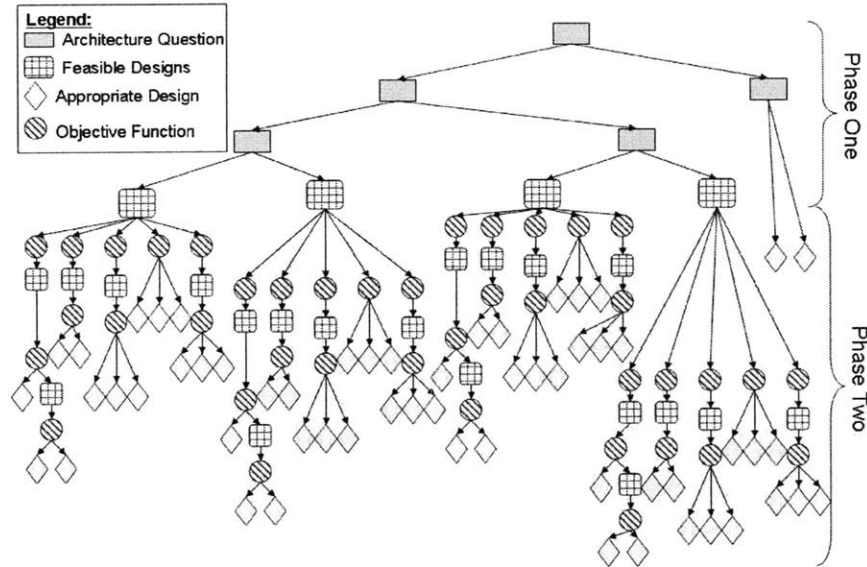 Legend:
Architecture Question
Feasible Designs
Appropriate Design
Objective Function
Phase One
Phase Two